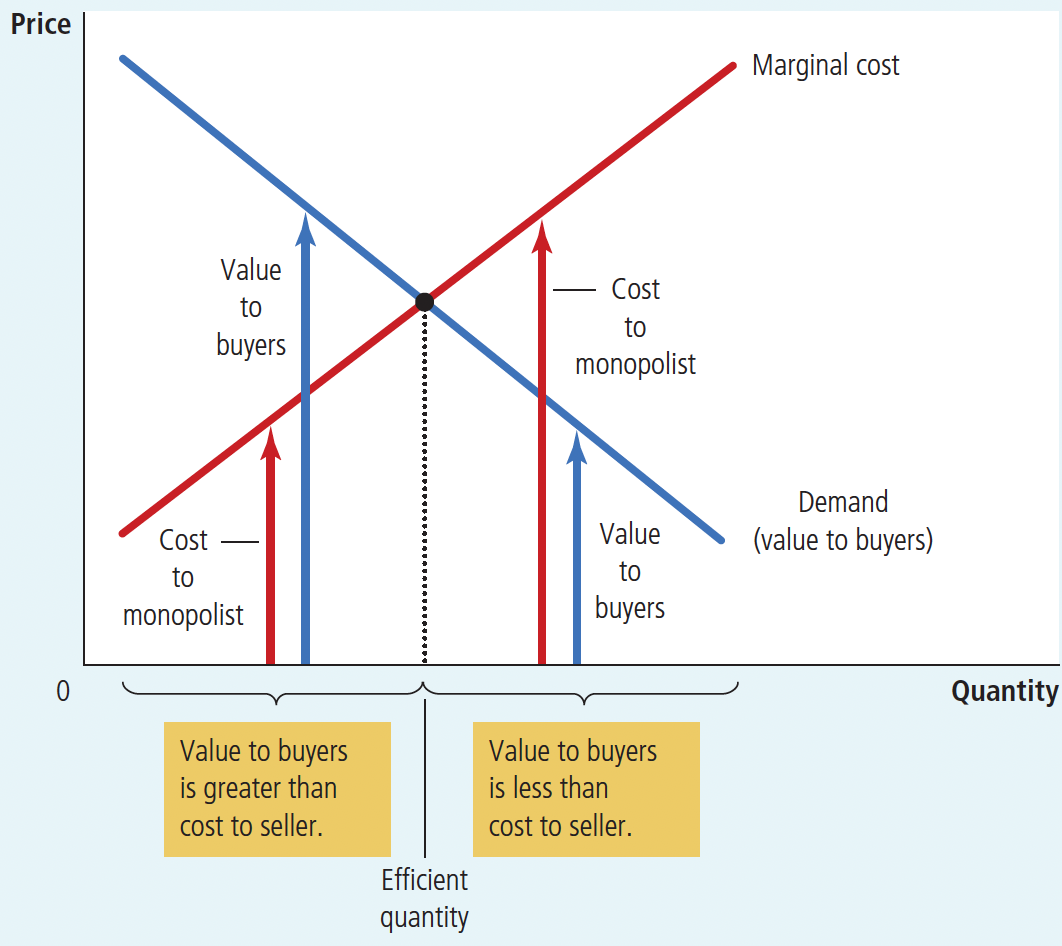 Price
Marginal cost
Value
to
buyers
Cost
to
monopolist
Demand
(value to buyers)
Cost
to
monopolist
Value
to
buyers
0
Quantity
Value to buyers
is greater than
cost to seller.
Value to buyers
is less than
cost to seller.
Efficient
quantity